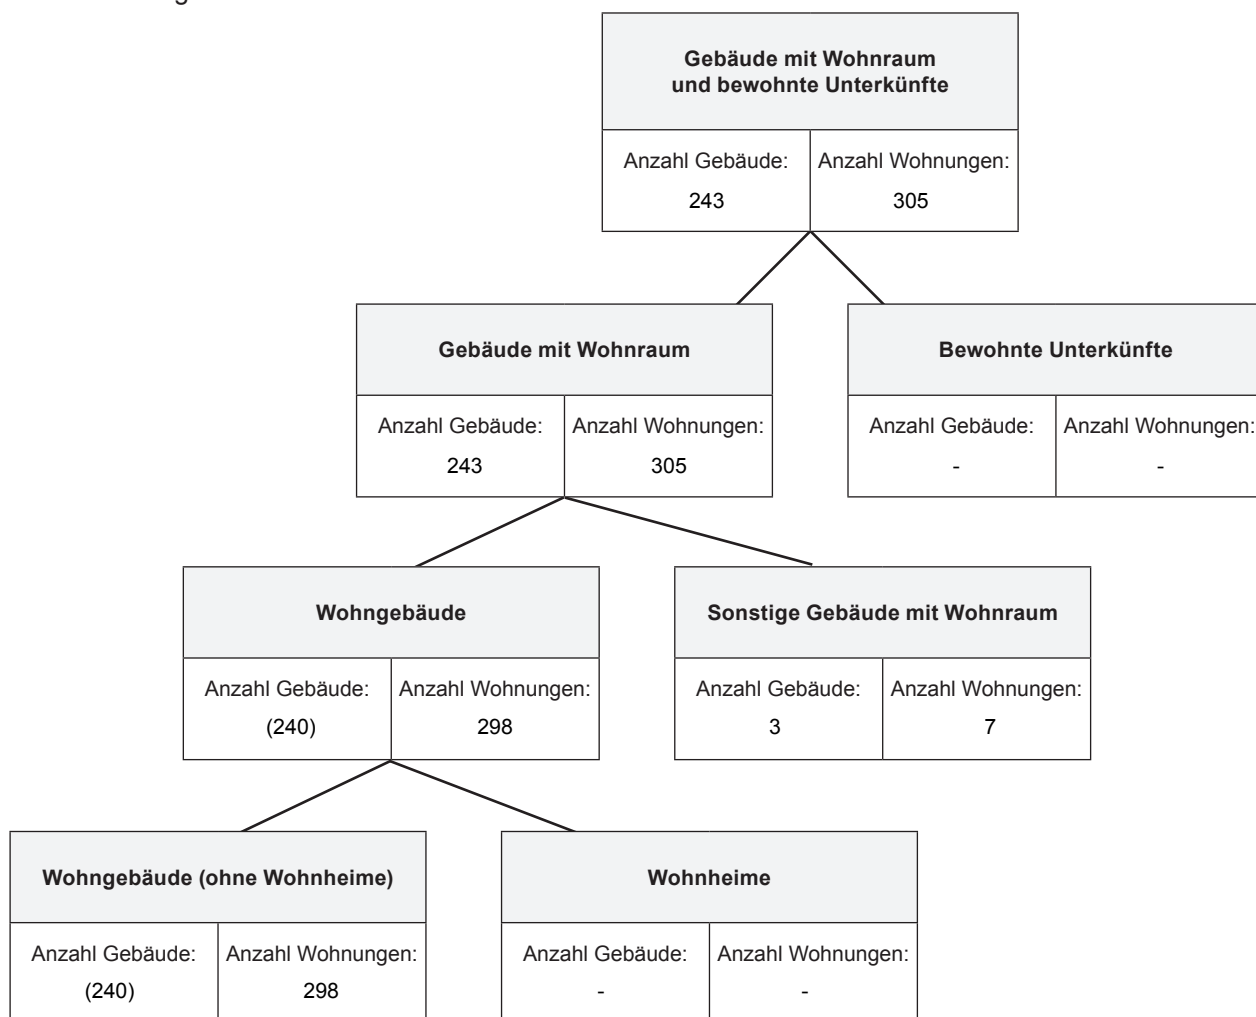 Gebäude mit Wohnraum
und bewohnte Unterkünfte
Anzahl Gebäude: Anzahl Wohnungen:
243 305
Gebäude mit Wohnraum Bewohnte Unterkünfte
Anzahl Gebäude: Anzahl Wohnungen: Anzahl Gebäude: Anzahl Wohnungen:
243 305 - -
Wohngebäude Sonstige Gebäude mit Wohnraum
Anzahl Gebäude: Anzahl Wohnungen: Anzahl Gebäude: Anzahl Wohnungen:
(240) 298 3 7
Wohngebäude (ohne Wohnheime) Wohnheime
Anzahl Gebäude: Anzahl Wohnungen: Anzahl Gebäude: Anzahl Wohnungen:
(240) 298 - -